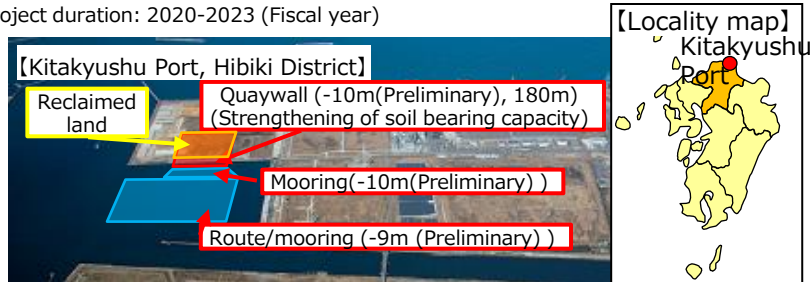 oject duration: 2020-2023 (Fiscal year)
【Kitakyushu Port, Hibiki District】
Reclaimed
land
Quaywall (-10m(Preliminary), 180m)
(Strengthening of soil bearing capacity)
Mooring(-10m(Preliminary) )
Route/mooring (-9m (Preliminary) )
【Locality map】
Kitakyushu
Port